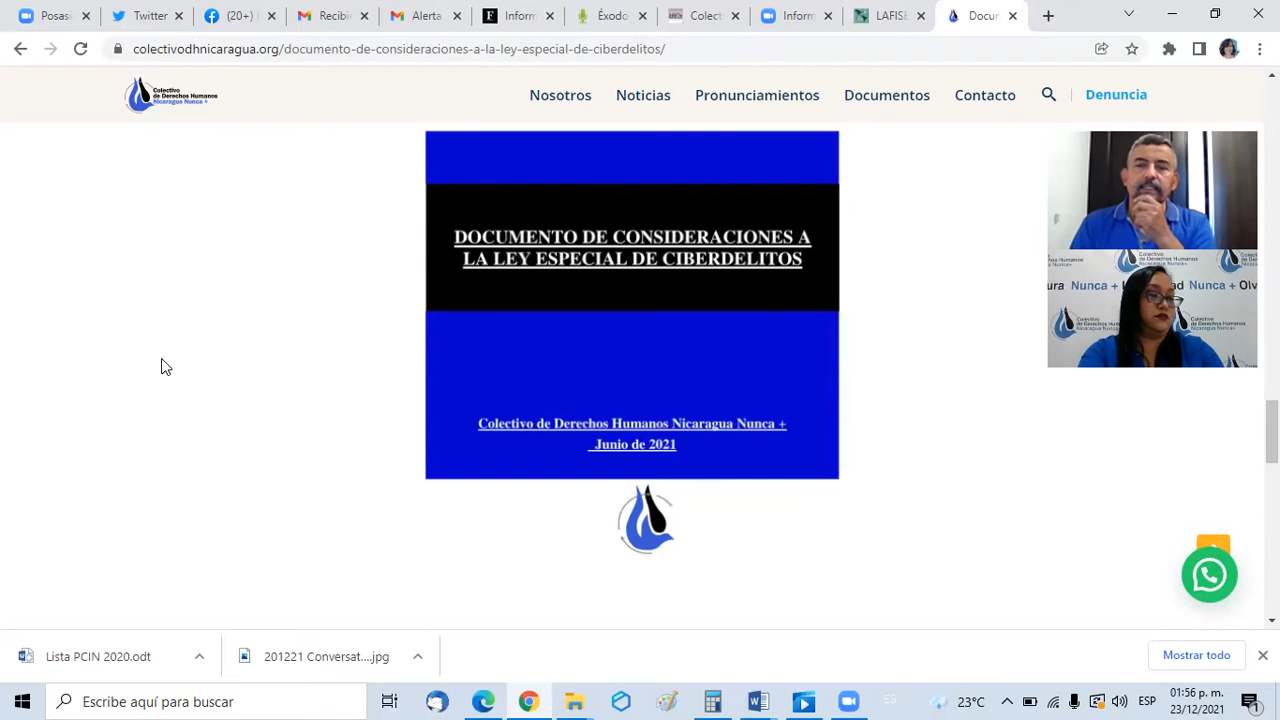 Posas
Twitter
(20+)
Recibi
Alerta
Inform
Éxodo
Colect
Inform
LAFISE
Docur
colectivodhnicaragua.org/documento-de-consideraciones-a-la-ley-especial-de-ciberdelitos/
Colectivo
de Derechos Humanos
Nicaragua Nunca +
Nosotros
Noticias
Pronunciamientos
Documentos
Contacto
Denuncia
DOCUMENTO DE CONSIDERACIONES A
LA LEY ESPECIAL DE CIBERDELITOS
Colectivo de Derechos Humanos Nicaragua Nunca +
Junio de 2021
Nunca +
Nunca +
Colectivo
Lista PCIN 2020.odt
201221 Conversat....jpg
Mostrar todo
Escribe aquí para buscar
23°C
ESP
01:56 p. m.
23/12/2021